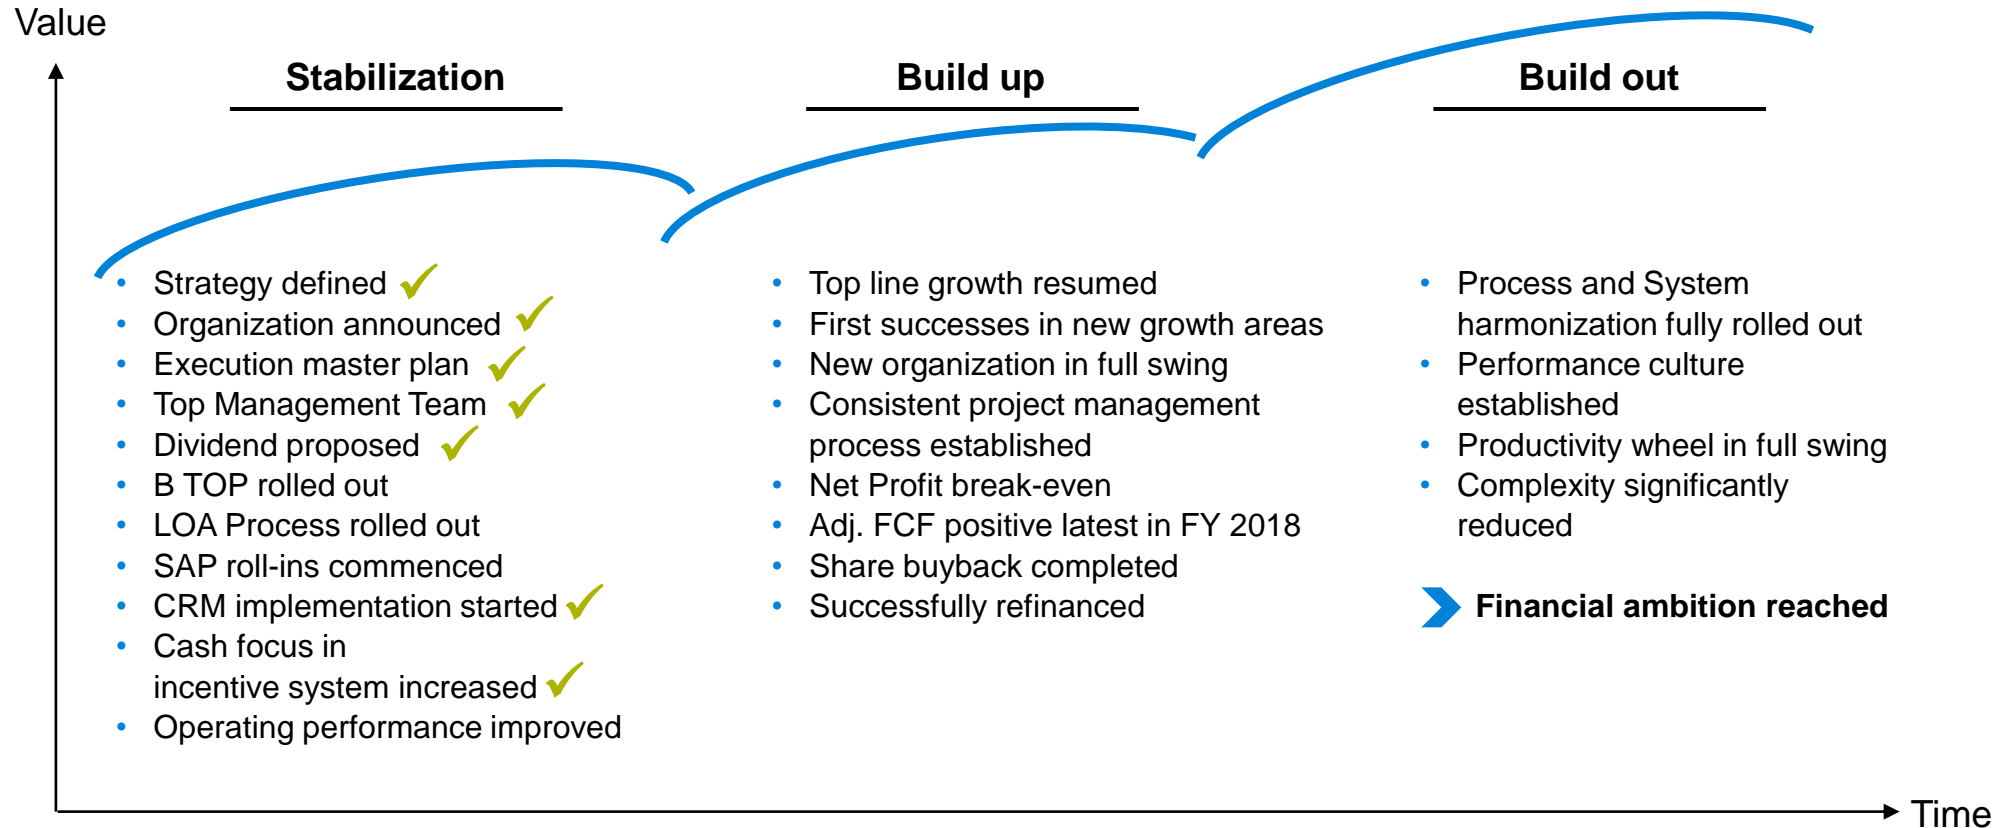 Value
Stabilization
• Strategy defined
• Organization announced
• Execution master plan
• Top Management Team
• Dividend proposed
• B TOP rolled out
• LOA Process rolled out
• SAP roll-ins commenced
• CRM implementation started
• Cash focus in
incentive system increased
• Operating performance improved
Build up
• Top line growth resumed
• First successes in new growth areas
• New organization in full swing
• Consistent project management
process established
• Net Profit break-even
• Adj. FCF positive latest in FY 2018
• Share buyback completed
• Successfully refinanced
Build out
• Process and System
harmonization fully rolled out
• Performance culture
established
• Productivity wheel in full swing
• Complexity significantly
reduced
Financial ambition reached
Time